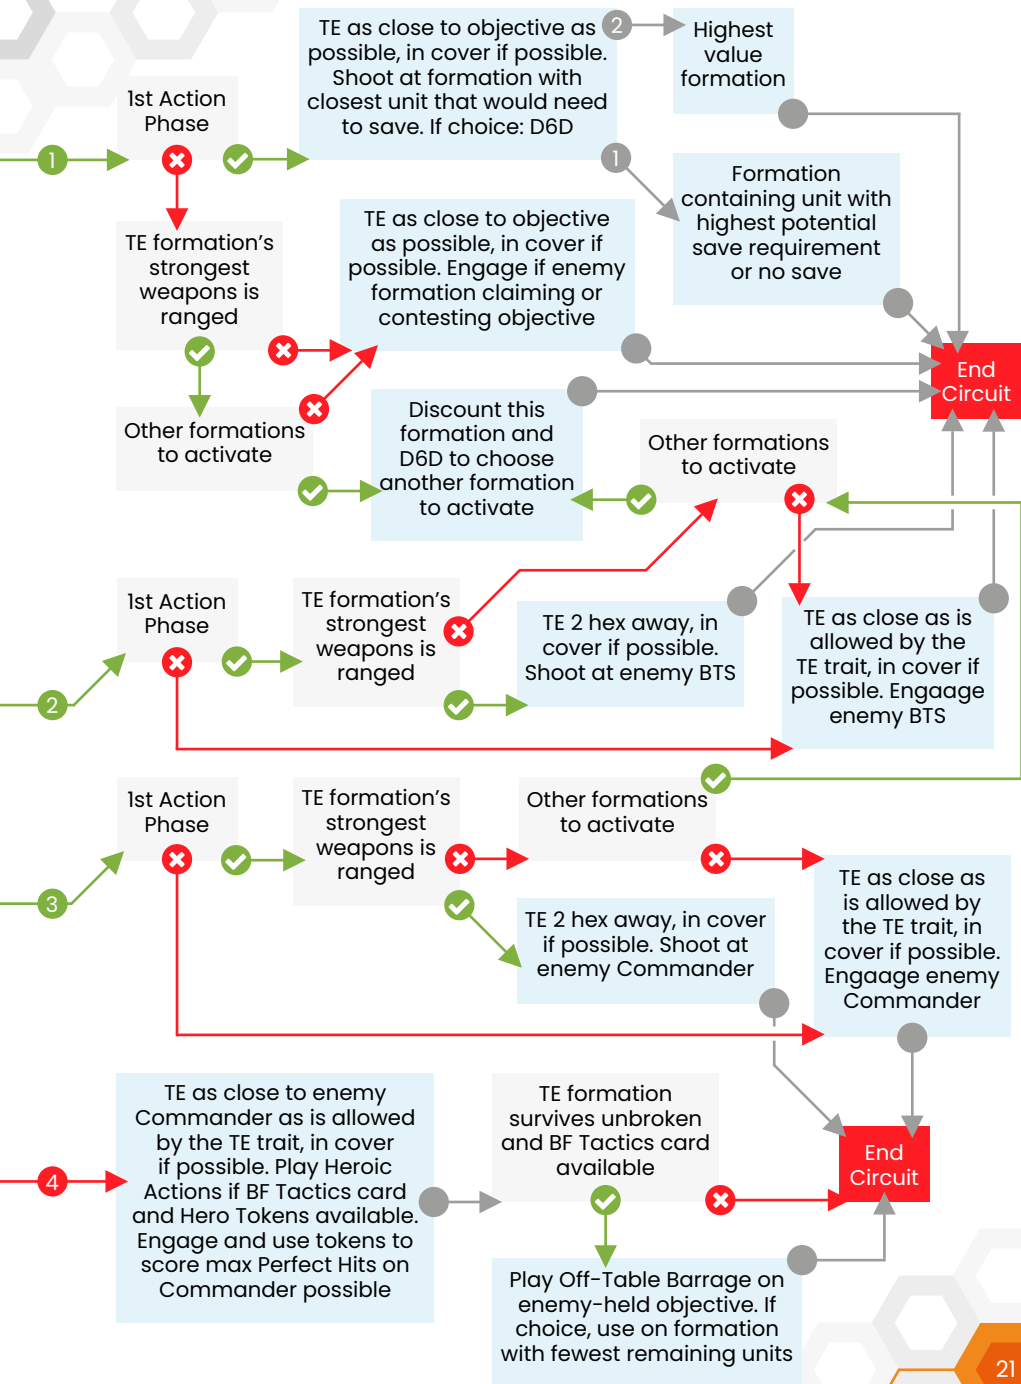 TE as close to objective as
possible, in cover if possible.
Shoot at formation with
closest unit that would need
to save. If choice: D6D
2
Highest
value
formation
1st Action
Phase
1
1
Formation
containing unit with
highest potential
save requirement
or no save
TE formation's
strongest
weapons is
ranged
TE as close to objective
as possible, in cover if
possible. Engage if enemy
formation claiming or
contesting objective
End
Circuit
Other formations
to activate
Discount this
formation and
D6D to choose
another formation
to activate
Other formations
to activate
1st Action
Phase
2
TE formation's
strongest
weapons is
ranged
TE 2 hex away, in
cover if possible.
Shoot at enemy BTS
TE as close as is
allowed by the
TE trait, in cover if
possible. Engaage
enemy BTS
1st Action
Phase
3
TE formation's
strongest
weapons is
ranged
Other formations
to activate
TE 2 hex away, in cover
if possible. Shoot at
enemy Commander
TE as close as
is allowed by
the TE trait, in
cover if possible.
Engaage enemy
Commander
4
TE as close to enemy
Commander as is allowed
by the TE trait, in cover
if possible. Play Heroic
Actions if BF Tactics card
and Hero Tokens available.
Engage and use tokens to
score max Perfect Hits on
Commander possible
TE formation
survives unbroken
and BF Tactics card
available
End
Circuit
Play Off-Table Barrage on
enemy-held objective. If
choice, use on formation
with fewest remaining units
21